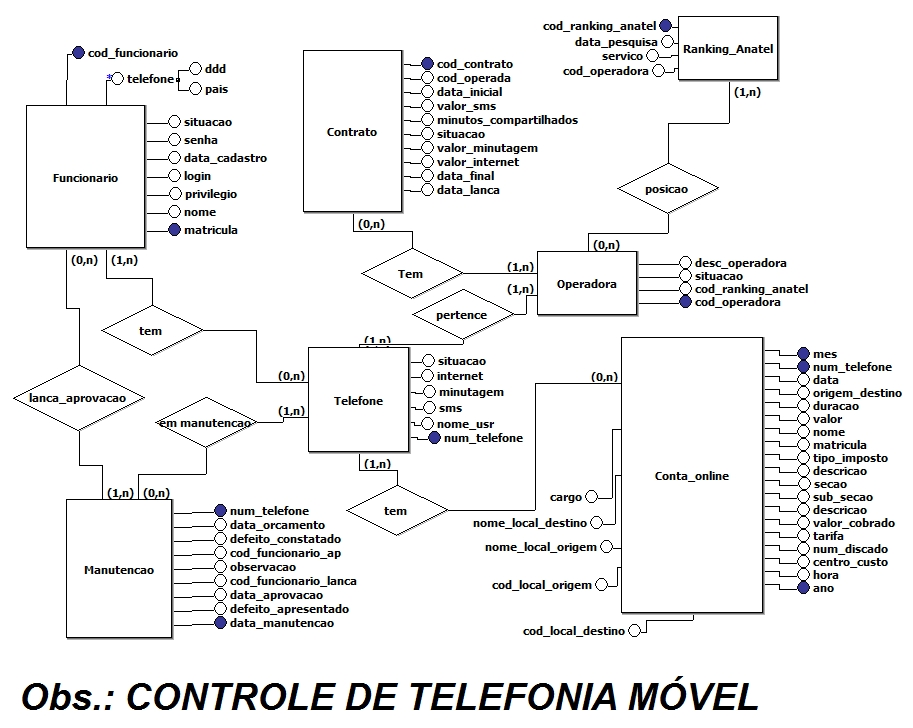 cod_funcionario
* telefone
ddd
pais
Funcionario
situacao
senha
data_cadastro
login
privilegio
nome
matricula
(0,n)
(1,n)
Contrato
cod_contrato
cod_operada
data_inicial
valor_sms
minutos_compartilhados
situacao
valor_minutagem
valor_internet
data_final
data_lanca
(0,n)
cod_ranking_anatel
data_pesquisa
servico
cod_operadora
Ranking_Anatel
(1,n)
posicao
(0,n)
Tem
(1,n)
(1,n)
Operadora
desc_operadora
situacao
cod_ranking_anatel
cod_operadora
pertence
(1,n)
tem
(0,n)
lanca_aprovacao
em manutencao
(1,n)
Telefone
situacao
internet
minutagem
sms
nome_usr
num_telefone
(1,n)
tem
(0,n)
Conta_online
mes
num_telefone
data
origem_destino
duracao
valor
nome
matricula
tipo_imposto
descricao
secao
sub_secao
descricao
valor_cobrado
tarifa
num_discado
centro_custo
hora
ano
cargo
nome_local_destino
nome_local_origem
cod_local_origem
cod_local_destino
(1,n)
(0,n)
Manutencao
num_telefone
data_orcamento
defeito_constatado
cod_funcionario_ap
observacao
cod_funcionario_lanca
data_aprovacao
defeito_apresentado
data_manutencao
Obs.: CONTROLE DE TELEFONIA MÓVEL